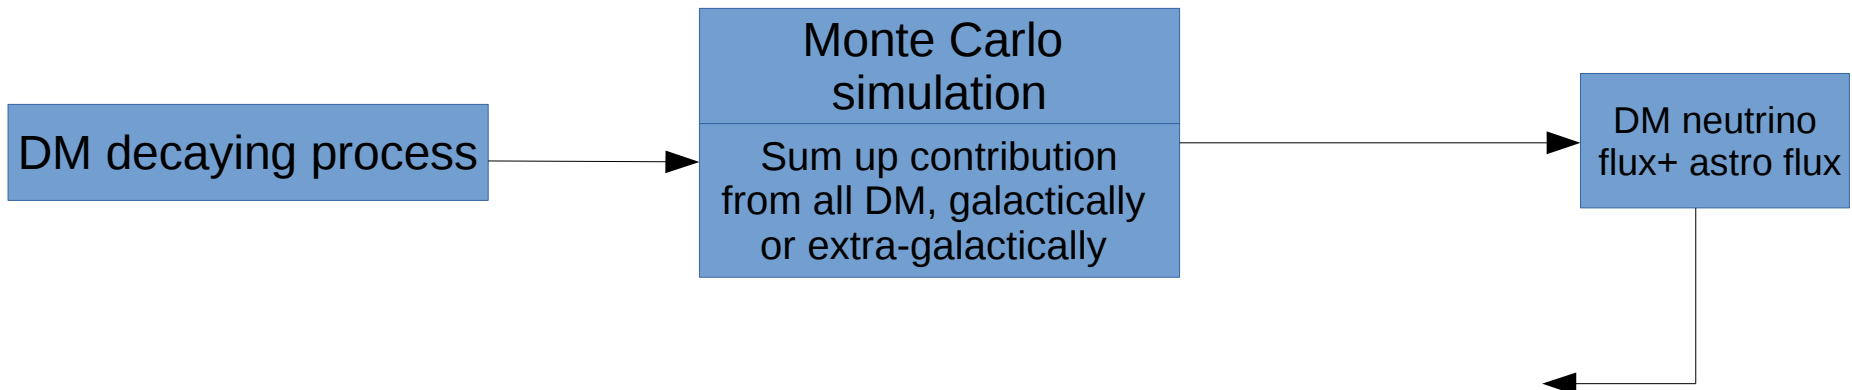 DM decaying process
Monte Carlo
simulation
Sum up contribution
from all DM, galactically
or extra-galactically
DM neutrino
flux+ astro flux